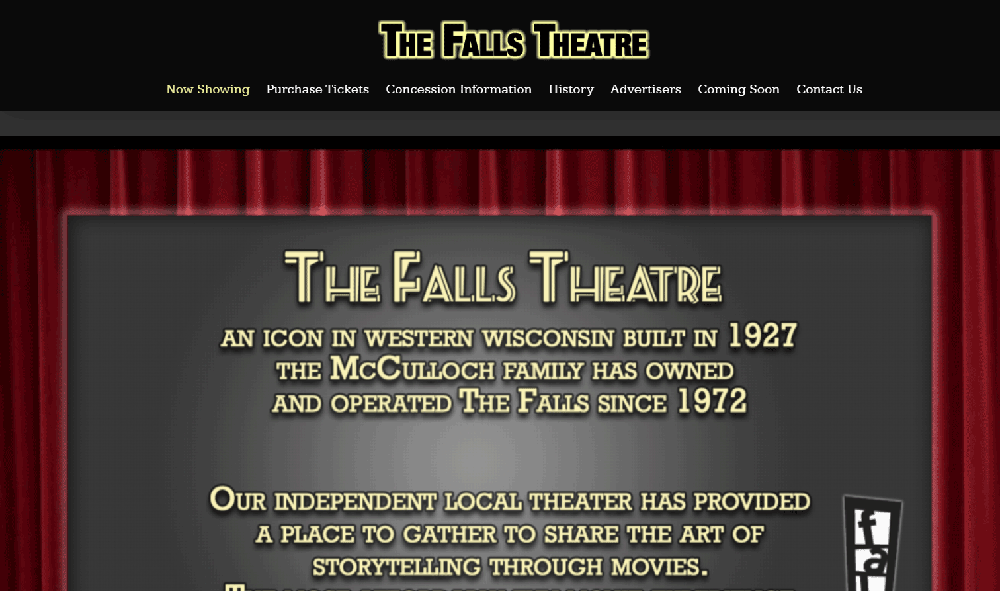 The Falls Theatre
Now Showing Purchase Tickets Concession Information History Advertisers Coming Soon Contact Us
The Falls Theatre
an icon in western wisconsin built in 1927
the McCulloch family has owned
and operated The Falls since 1972
Our independent local theater has provided
a place to gather to share the art of
storytelling through movies.